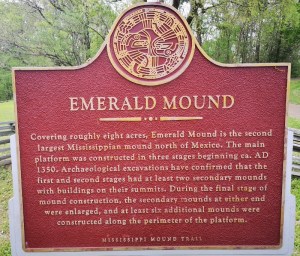 EMERALD MOUND
Covering roughly eight acres, Emerald Mound is the second
largest Mississippian mound north of Mexico. The main
platform was constructed in three stages beginning ca. AD
1350. Archaeological excavations have confirmed that the
first and second stages had at least two secondary mounds
with buildings on their summits. During the final stage of
mound construction, the secondary mounds at either end
were enlarged, and at least six additional mounds were
constructed along the perimeter of the platform.
MISSISSIPPI MOUND TRAIL